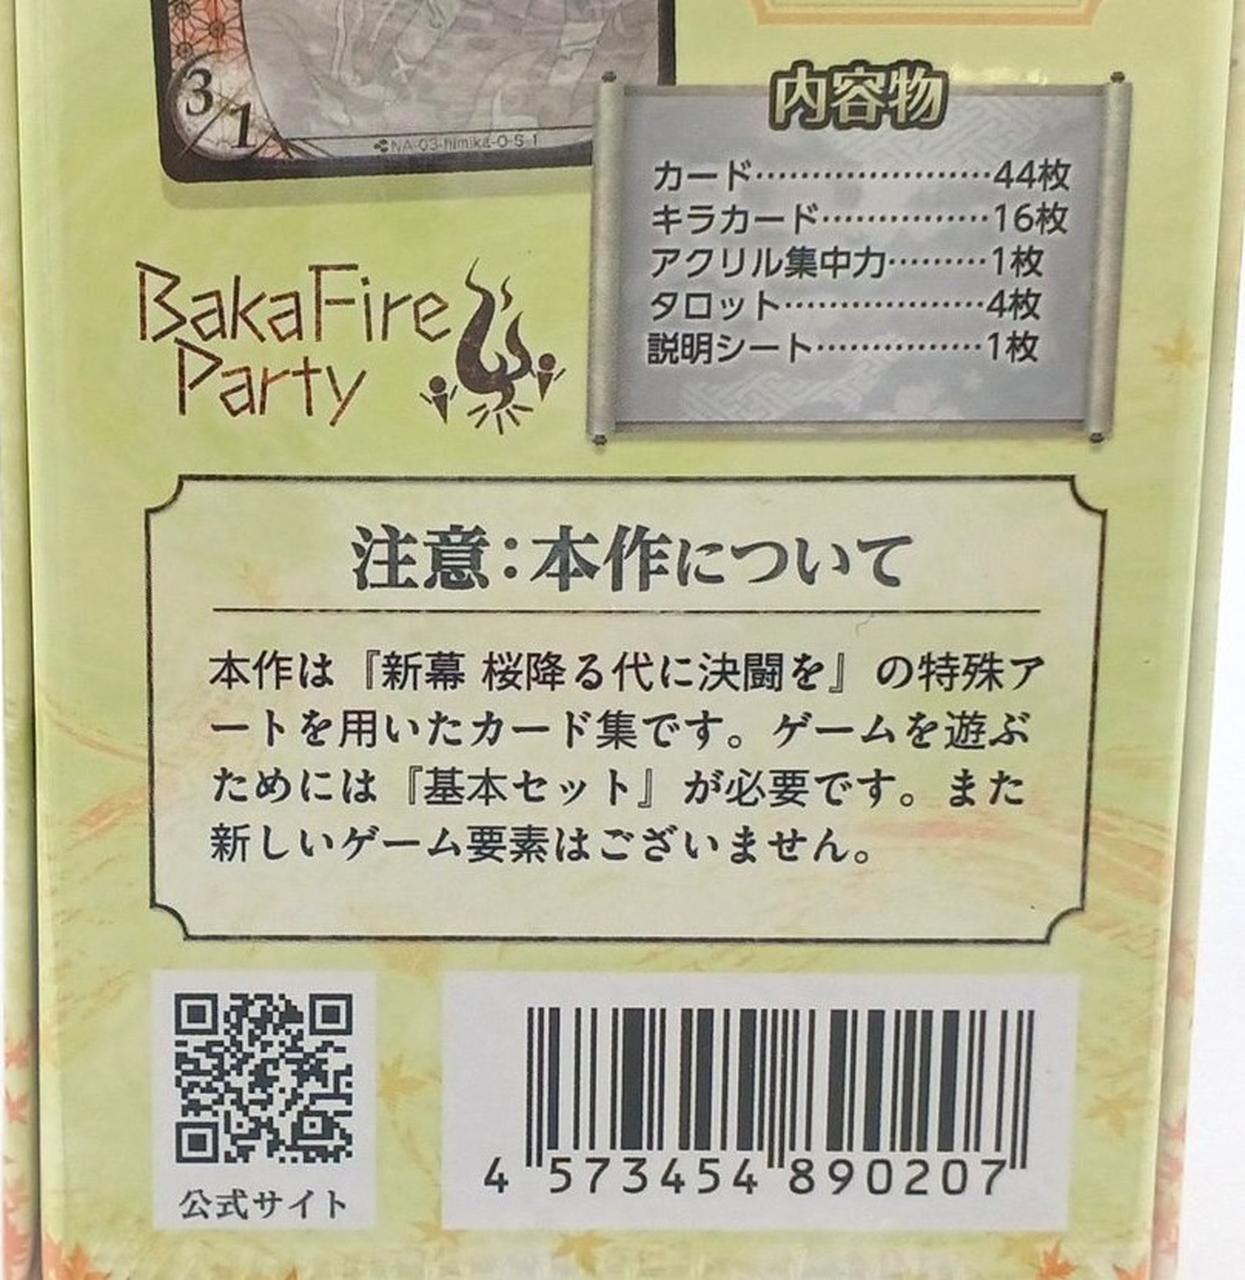 3/1
NA-03-himika-O-S-1
内容物
カード…………………44枚
キラカード……………16枚
アクリル集中力………1枚
タロット………………4枚
説明シート……………1枚
BakaFire
Party
注意：本作について
本作は『新幕 桜降る代に決闘を』の特殊ア
ートを用いたカード集です。ゲームを遊ぶ
ためには『基本セット』が必要です。また
新しいゲーム要素はございません。
公式サイト
4 573454 890207